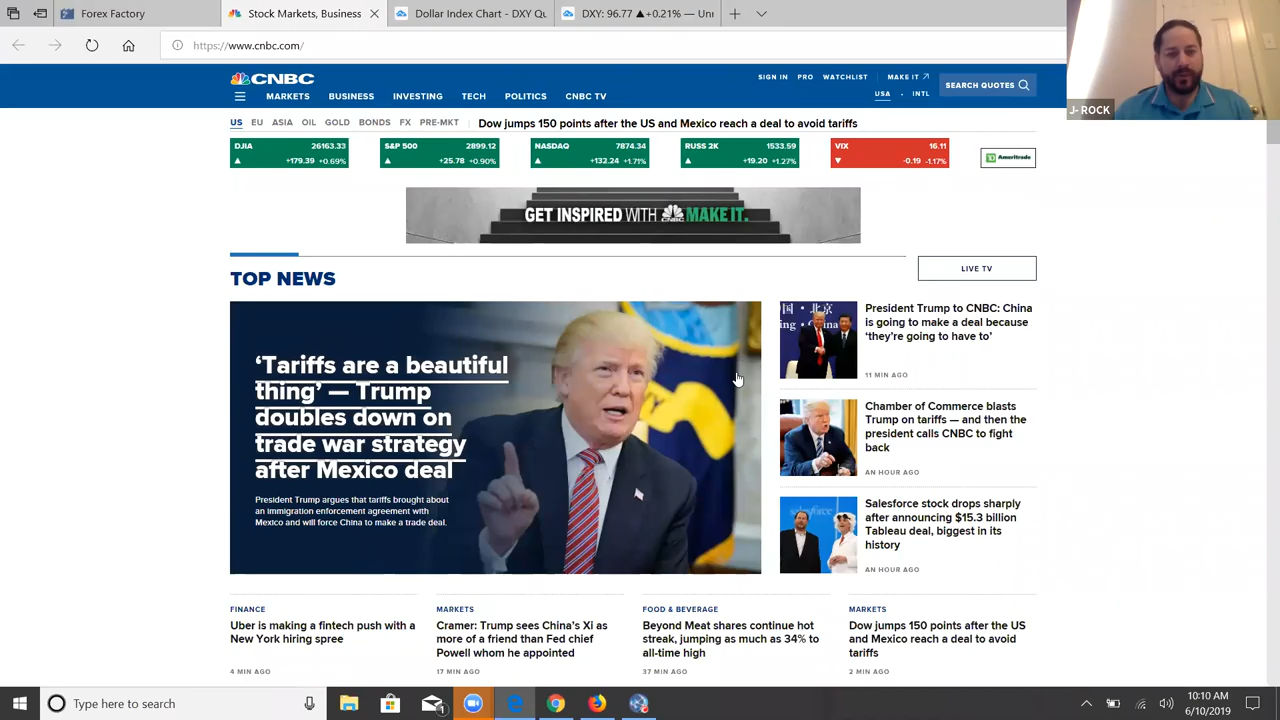 Forex Factory
Stock Markets, Business
DXY Quote - DXY Qu
DXY: 96.77 ▲+0.21% — Uni
https://www.cnbc.com/
J- ROCK
CNBC
SIGN IN PRO WATCHLIST MAKE IT
USA · INTL
SEARCH QUOTES
MARKETS BUSINESS INVESTING TECH POLITICS CNBC TV
US EU ASIA OIL GOLD BONDS FX PRE-MKT
Dow jumps 150 points after the US and Mexico reach a deal to avoid tariffs
DJIA 26163.33
▲ +179.39 +0.69%
S&P 500 2899.12
▲ +25.78 +0.90%
NASDAQ 7874.34
▲ +132.24 +1.71%
RUSS 2K 1533.59
▲ +19.20 +1.27%
VIX 16.11
▼ -0.19 -1.17%
Ameritrade
GET INSPIRED WITH CNBC MAKE IT.
TOP NEWS
LIVE TV
‘Tariffs are a beautiful
thing’ — Trump
doubles down on
trade war strategy
after Mexico deal
President Trump argues that tariffs brought about
an immigration enforcement agreement with
Mexico and will force China to make a trade deal.
President Trump to CNBC: China
is going to make a deal because
‘they’re going to have to’
11 MIN AGO
Chamber of Commerce blasts
Trump on tariffs — and then the
president calls CNBC to fight
back
AN HOUR AGO
Salesforce stock drops sharply
after announcing $15.3 billion
Tableau deal, biggest in its
history
AN HOUR AGO
FINANCE
Uber is making a fintech push with a
New York hiring spree
4 MIN AGO
MARKETS
Cramer: Trump sees China’s Xi as
more of a friend than Fed chief
Powell whom he appointed
17 MIN AGO
FOOD & BEVERAGE
Beyond Meat shares continue hot
streak, jumping as much as 34% to
all-time high
37 MIN AGO
MARKETS
Dow jumps 150 points after the US
and Mexico reach a deal to avoid
tariffs
2 MIN AGO
Type here to search
1
10:10 AM
6/10/2019